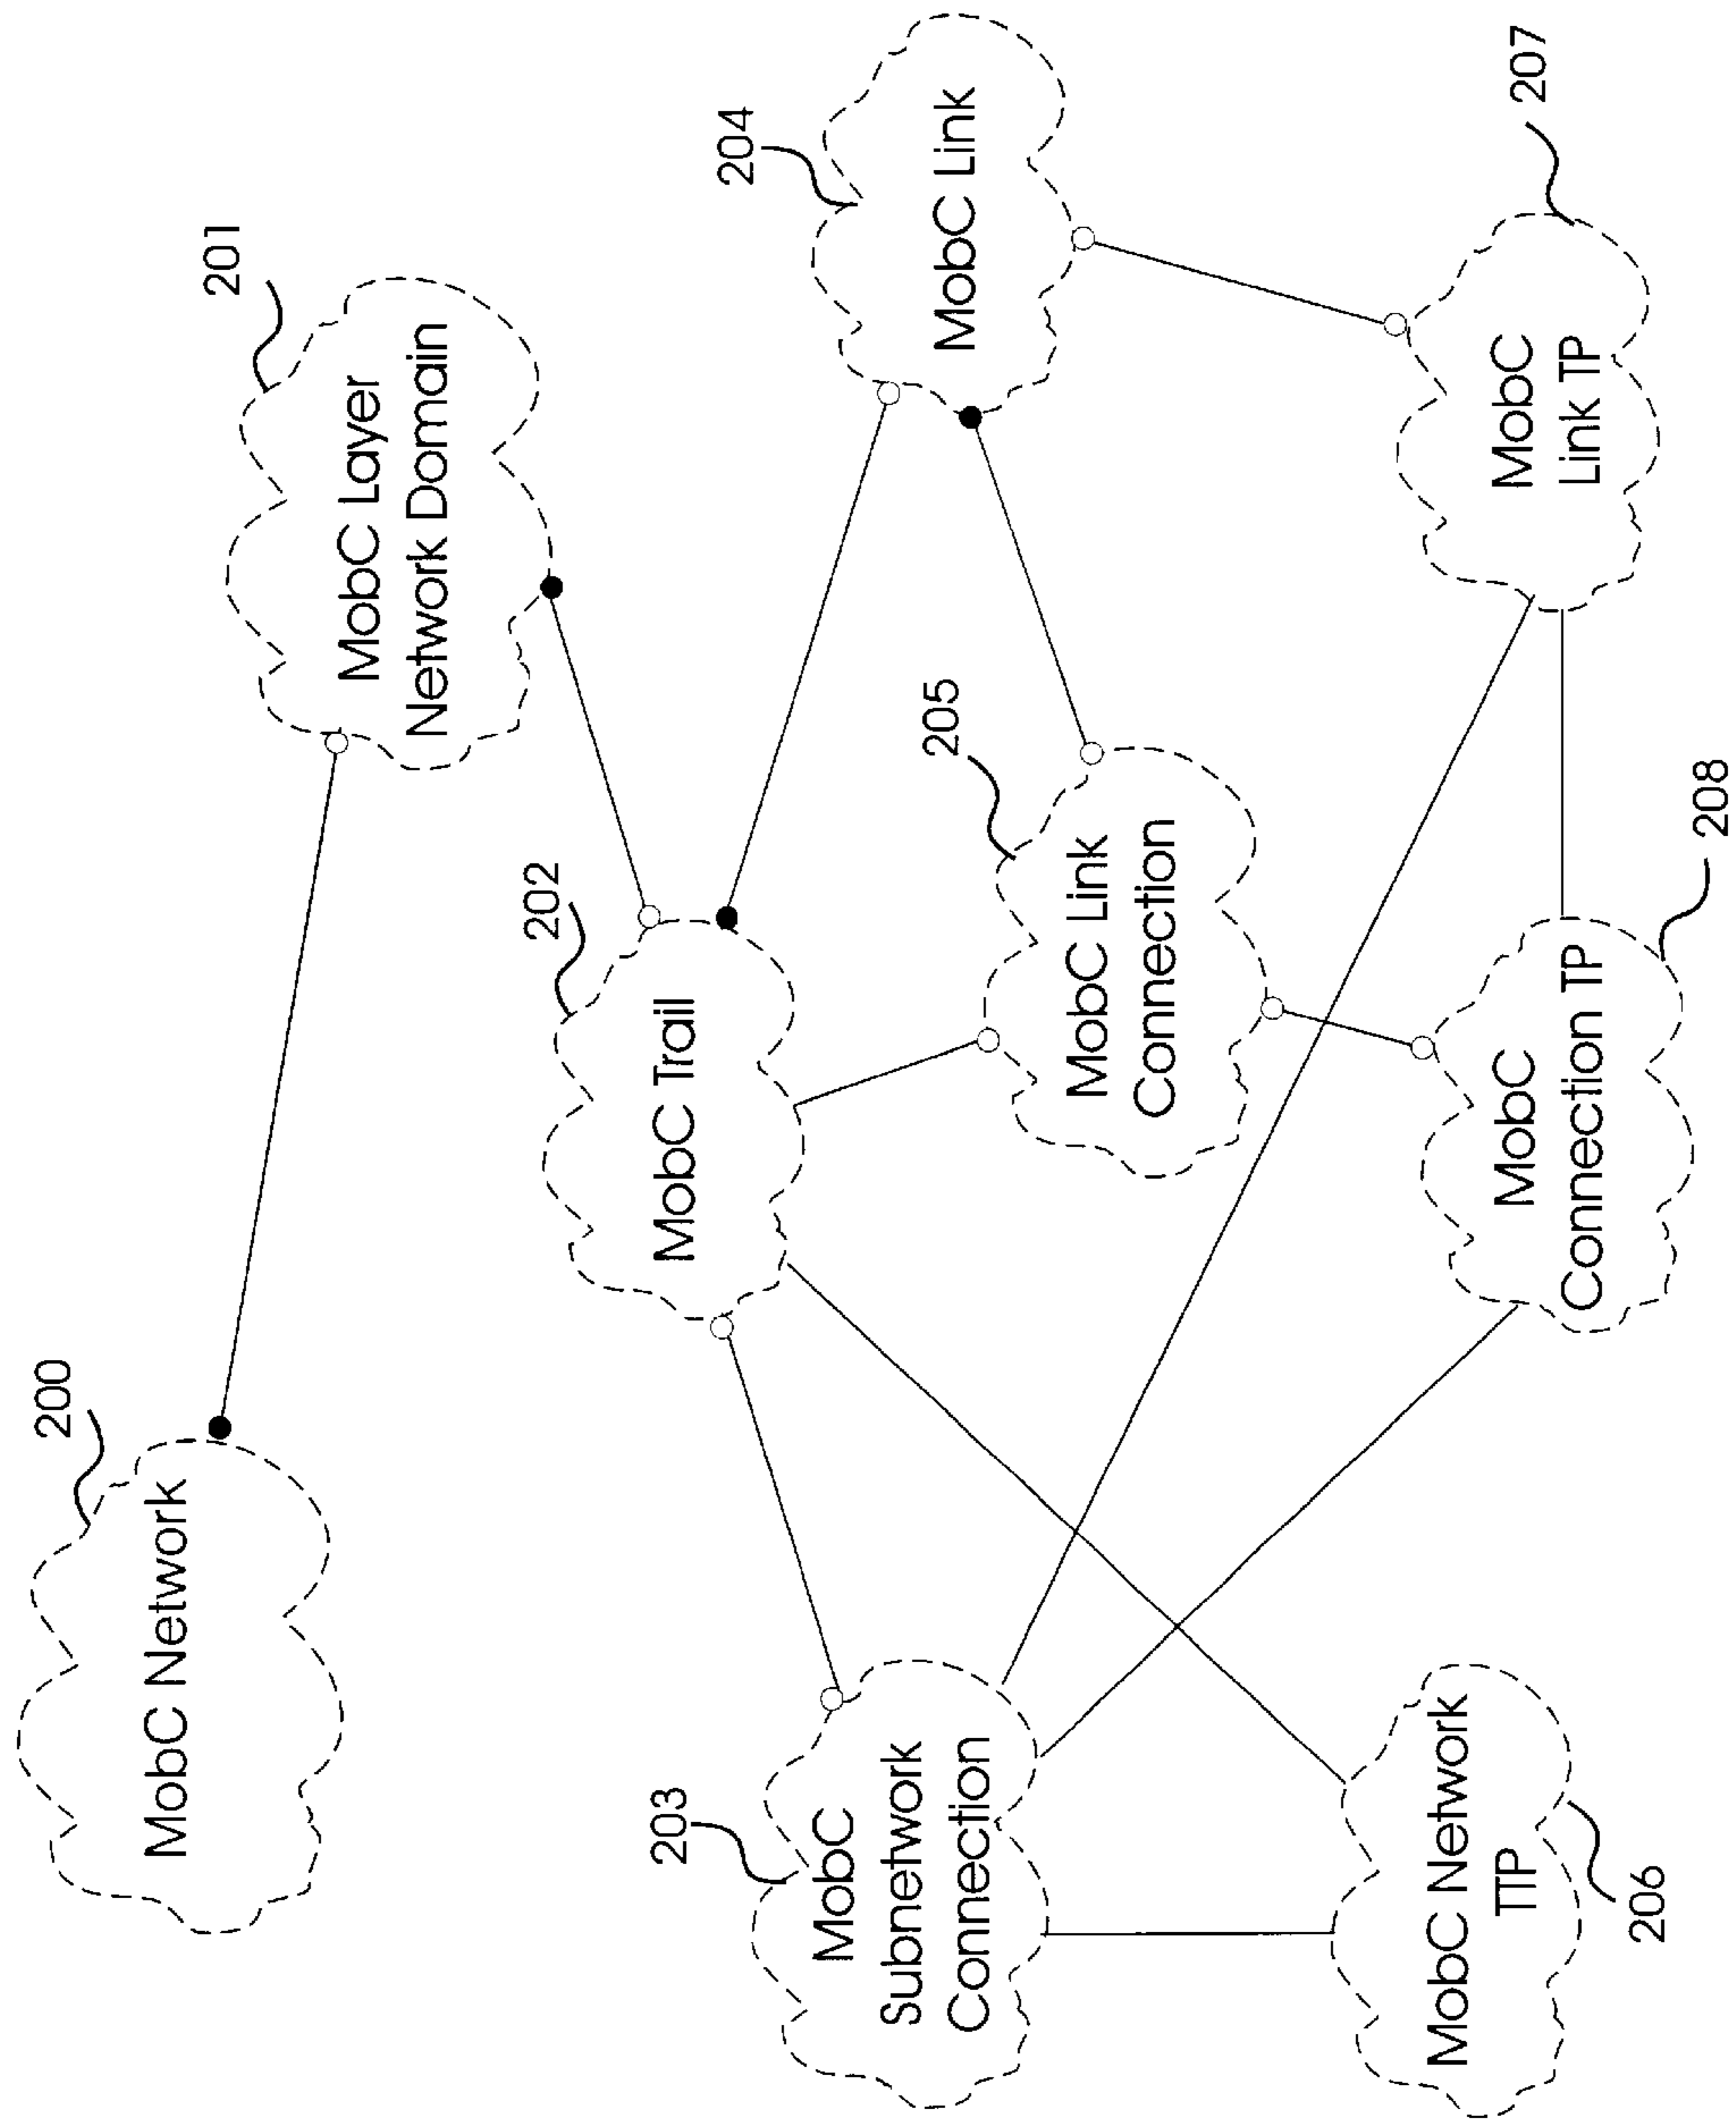 200
MobC Network
201
MobC Layer
Network Domain
202
MobC Trail
203
MobC
Subnetwork
Connection
204
MobC Link
205
MobC Link
Connection
206
MobC Network
TTP
208
MobC
Connection TP
207
MobC
Link TP